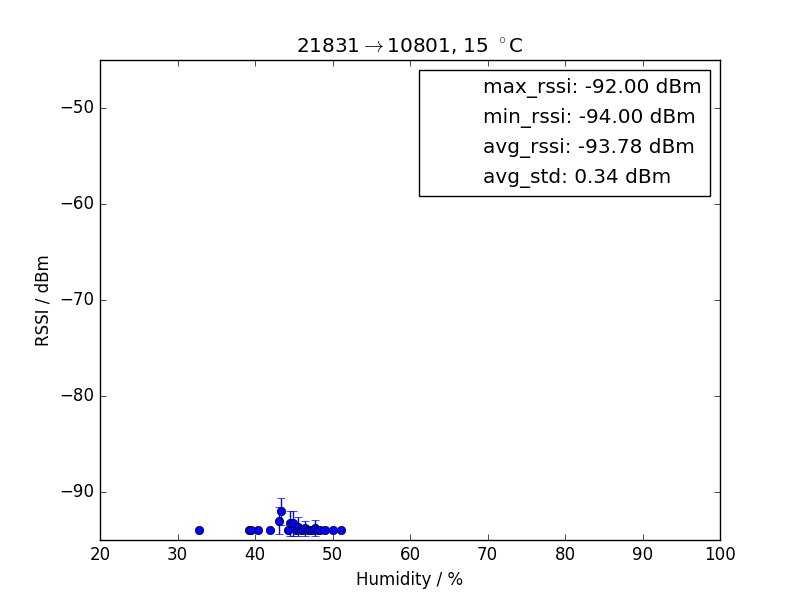 21831→10801, 15 °C
max_rssi: -92.00 dBm
min_rssi: -94.00 dBm
avg_rssi: -93.78 dBm
avg_std: 0.34 dBm
RSSI / dBm
−50
−60
−70
−80
−90
20 30 40 50 60 70 80 90 100
Humidity / %